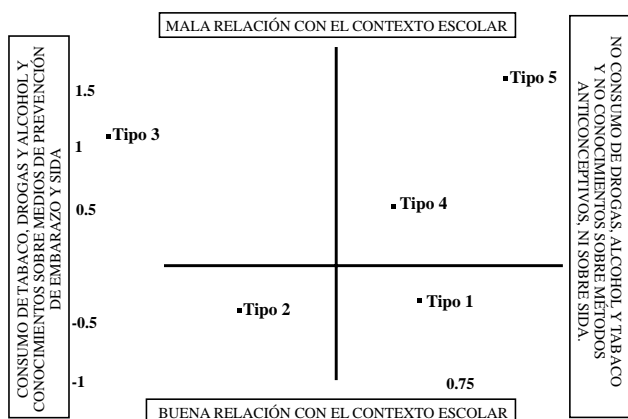 MALA RELACIÓN CON EL CONTEXTO ESCOLAR
CONSUMO DE TABACO, DROGAS Y ALCOHOL Y
CONOCIMIENTOS SOBRE MEDIOS DE PREVENCIÓN
DE EMBARAZO Y SIDA
NO CONSUMO DE DROGAS, ALCOHOL Y TABACO
Y NO CONOCIMIENTOS SOBRE MÉTODOS
ANTICONCEPTIVOS, NI SOBRE SIDA.
Tipo 5
1.5
Tipo 3
1
Tipo 4
0.5
Tipo 2
Tipo 1
-0.5
-1
0.75
BUENA RELACIÓN CON EL CONTEXTO ESCOLAR